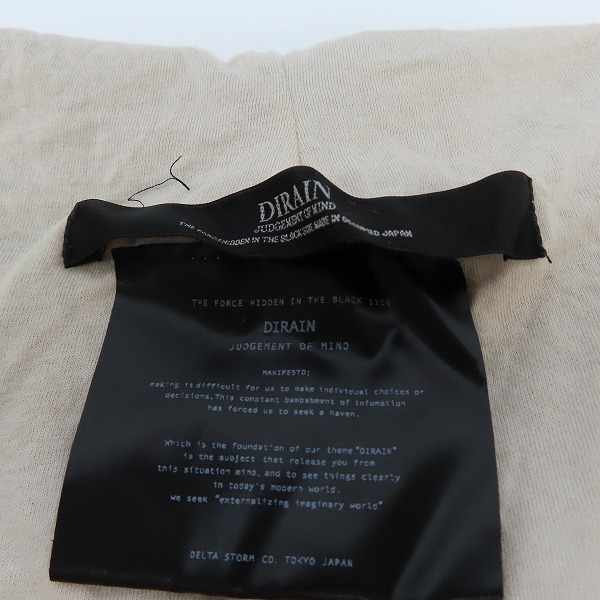 DIRAIN
JUDGEMENT OF MIND
THE FORCE HIDDEN IN THE BLACK SIDE. MADE IN OCCUPIED JAPAN
THE FORCE HIDDEN IN THE BLACK SIDE
DIRAIN
JUDGEMENT OF MIND
MANIFESTO;
making it difficult for us to make individual choices or
decisions.This constant bambabment of infomation
has forced us to seek a haven.
Which is the foundation of our theme "DIRAIN"
is the subject that release you from
this situation mind, and to see things clearly
in today's modern world.
we seek "externalizing imaginary world"
DELTA STORM CO. TOKYO JAPAN